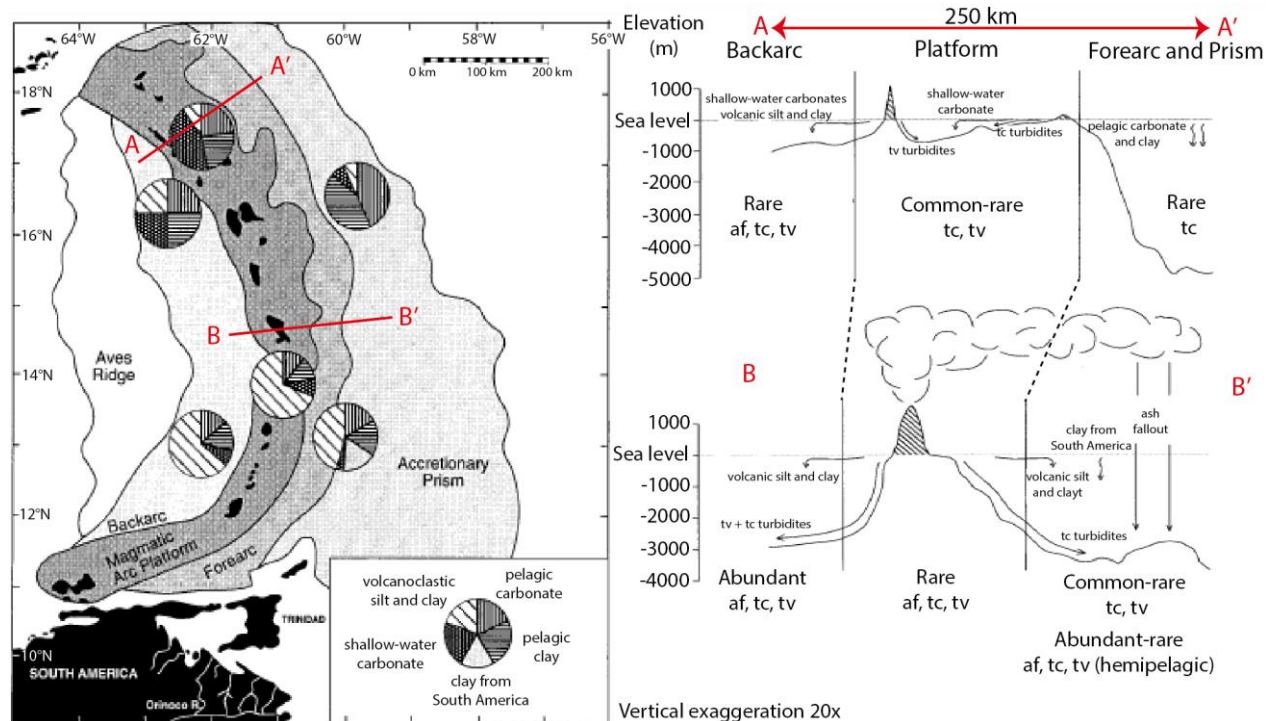 64°W
62°W
60°W
56°W
0 km 100 km 200 km
18°N
16°N
14°N
12°N
10°N
A
A'
B
B'
Aves
Ridge
Accretionary
Prism
Backarc
Magmatic
Arc Platform
Forearc
TRINIDAD
SOUTH AMERICA
Orinoco R.
volcanoclastic
silt and clay
pelagic
carbonate
shallow-water
carbonate
pelagic
clay
clay from
South America
Elevation
(m)
A
250 km
A'
Backarc
Platform
Forearc and Prism
1000
Sea level
-1000
-2000
-3000
-4000
-5000
shallow-water carbonates
volcanic silt and clay
shallow-water
carbonate
tv turbidites
tc turbidites
pelagic carbonate
and clay
Rare
af, tc, tv
Common-rare
tc, tv
Rare
tc
B
B'
1000
Sea level
-1000
-2000
-3000
-4000
volcanic silt and clay
tv + tc turbidites
clay from
South America
ash
fallout
volcanic silt
and clayt
tc turbidites
Abundant
af, tc, tv
Rare
af, tc, tv
Common-rare
tc, tv
Abundant-rare
af, tc, tv (hemipelagic)
Vertical exaggeration 20x